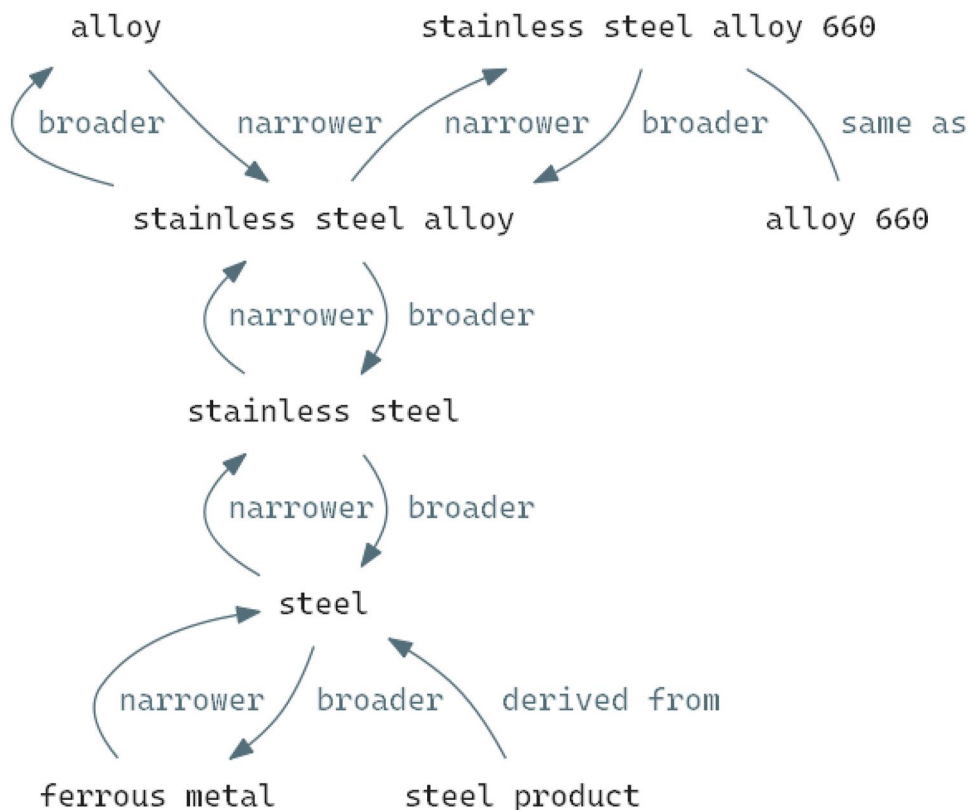 alloy stainless steel alloy 660
broader narrower narrower broader same as
stainless steel alloy alloy 660
narrower broader
stainless steel
narrower broader
steel
narrower broader derived from
ferrous metal steel product